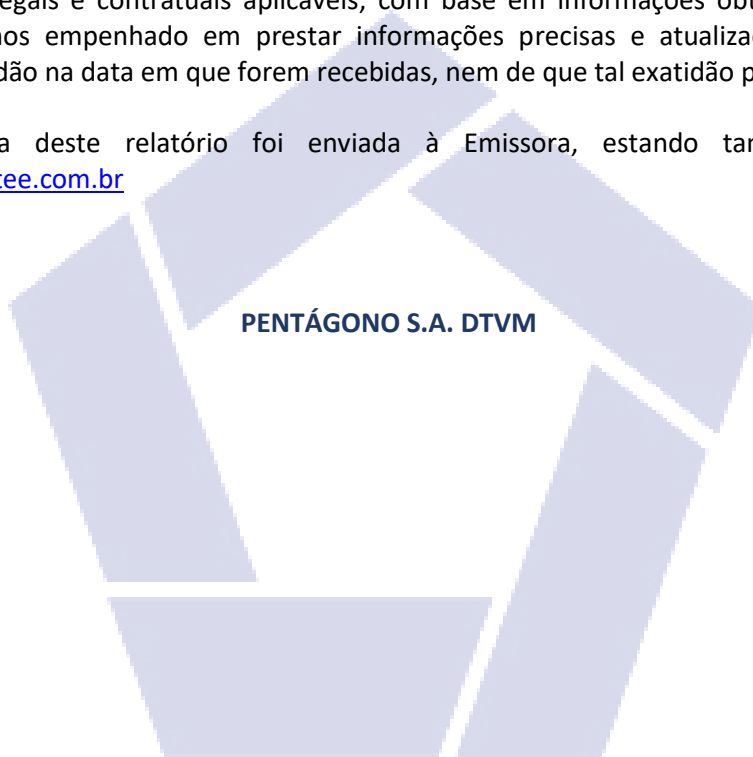 egais e contratuais aplicáveis, com base em informações obt
os empenhado em prestar informações precisas e atualiza
dão na data em que forem recebidas, nem de que tal exatidão p
a deste relatório foi enviada à Emissora, estando tar
tee.com.br
PENTÁGONO S.A. DTVM